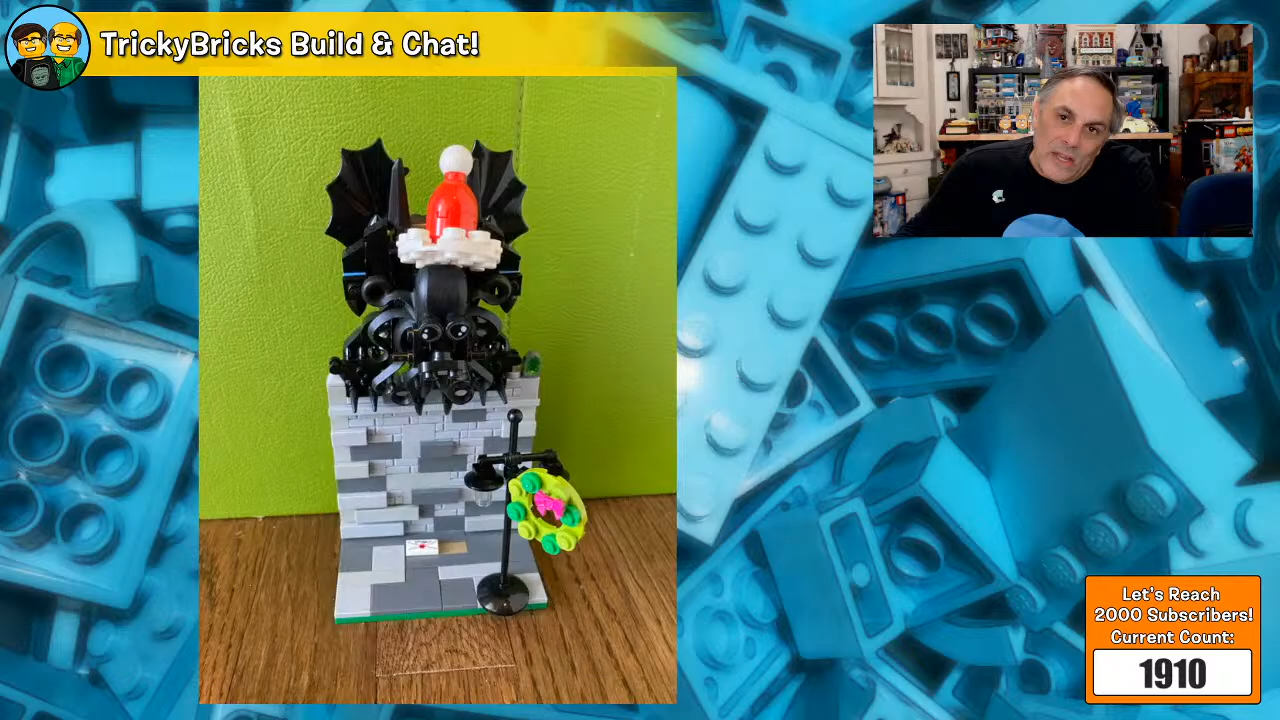 TrickyBricks Build & Chat!
Let's Reach
2000 Subscribers!
Current Count:
1910